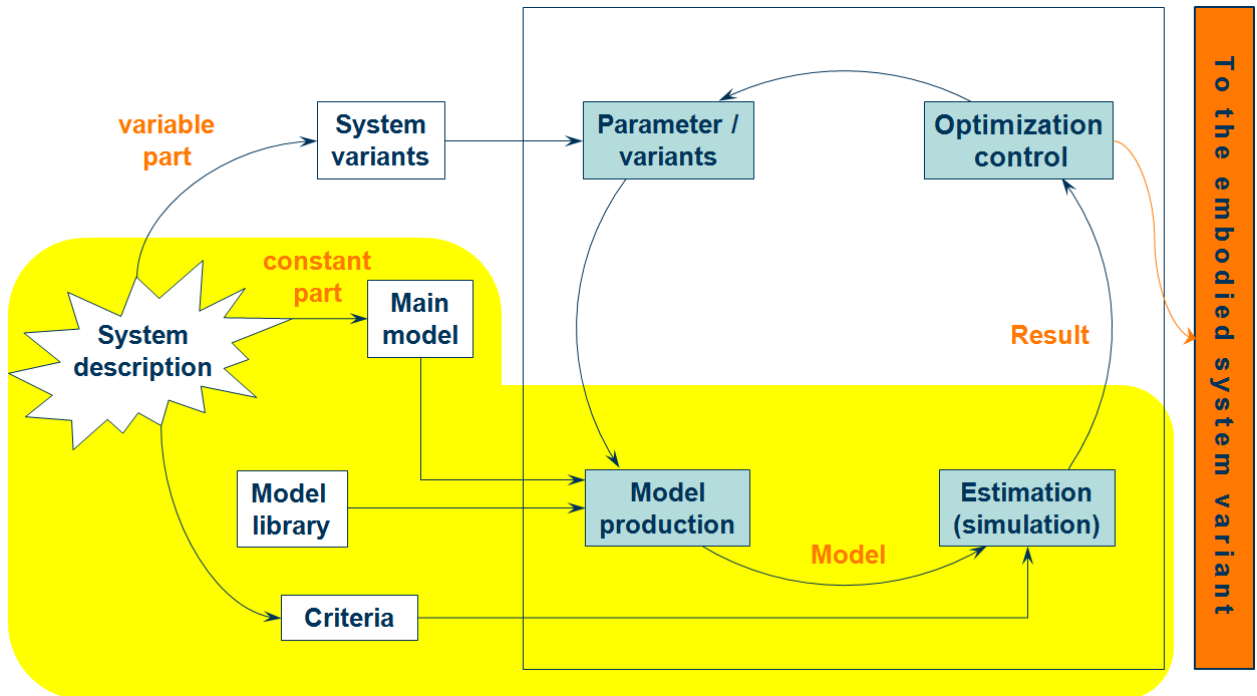 variable
part
System
variants
Parameter /
variants
Optimization
control
constant
part
System
description
Main
model
Result
Model
library
Model
production
Estimation
(simulation)
Model
Criteria
To the embodied system variant